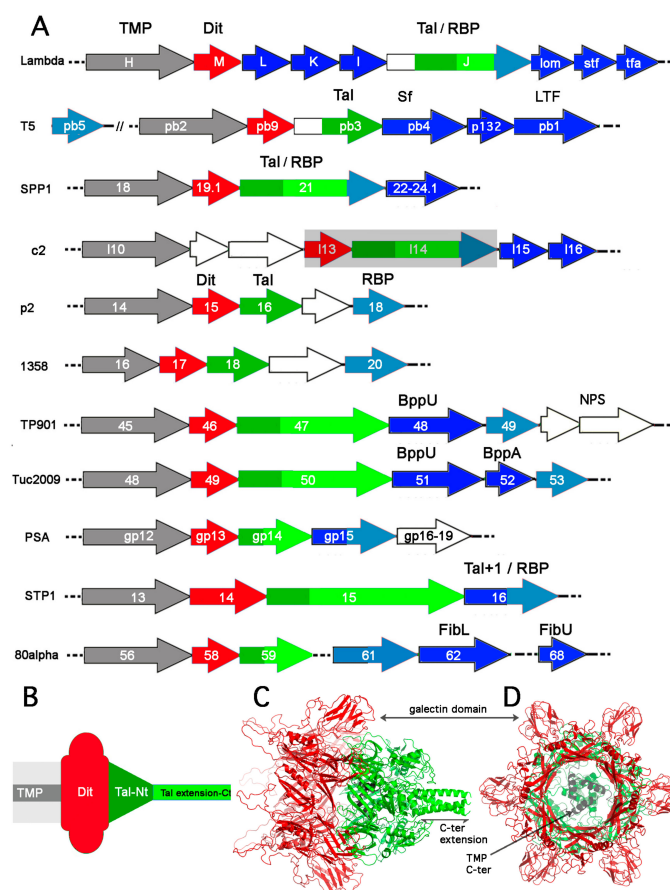 A
TMP Dit Tal / RBP
Lambda H M L K I J lom stf tfa
Tal Sf LTF
T5 pb5 // pb2 pb9 pb3 pb4 p132 pb1
Tal / RBP
SPP1 18 19.1 21 22-24.1
c2 l10 l13 l14 l15 l16
Dit Tal RBP
p2 14 15 16 18
1358 16 17 18 20
BppU NPS
TP901 45 46 47 48 49
BppU BppA
Tuc2009 48 49 50 51 52 53
PSA gp12 gp13 gp14 gp15 gp16-19
Tal+1 / RBP
STP1 13 14 15 16
FibL FibU
80alpha 56 58 59 61 62 68
B C D
galectin domain
TMP Dit Tal-Nt Tal extension-Ct
C-ter
extension
TMP
C-ter